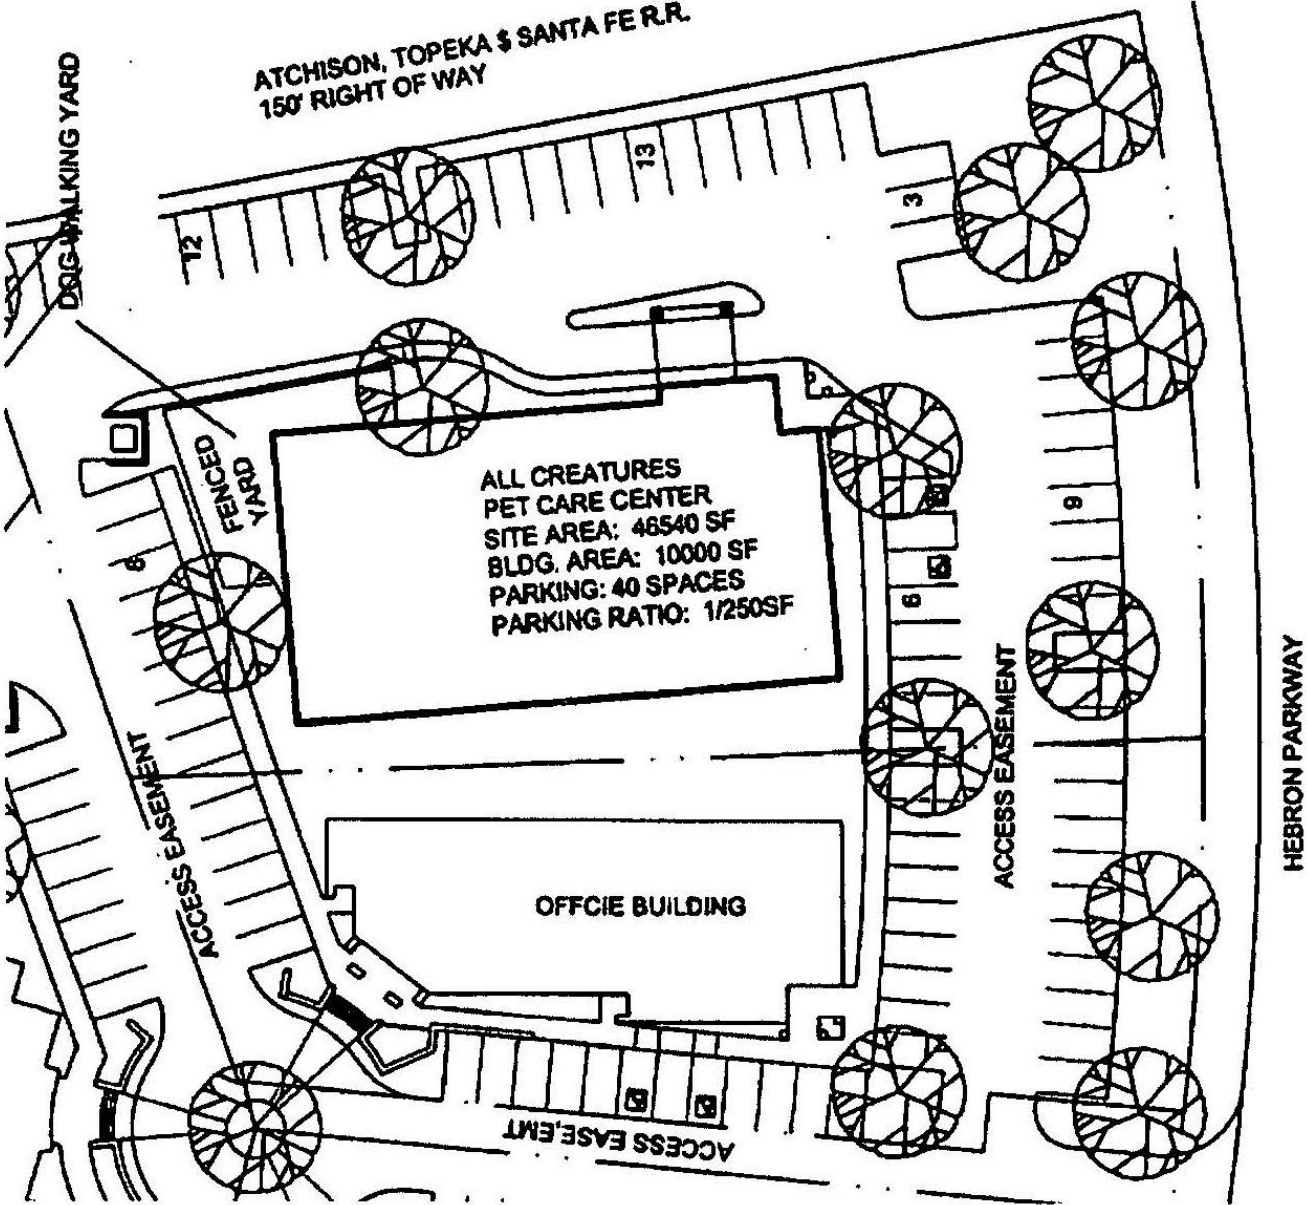 ATCHISON, TOPEKA $ SANTA FE R.R.
150' RIGHT OF WAY
DOG WALKING YARD
13
12
3
FENCED
YARD
ALL CREATURES
PET CARE CENTER
SITE AREA: 46540 SF
BLDG. AREA: 10000 SF
PARKING: 40 SPACES
PARKING RATIO: 1/250SF
6
9
6
ACCESS EASEMENT
ACCESS EASEMENT
HEBRON PARKWAY
OFFCIE BUILDING
ACCESS EASE,EMT